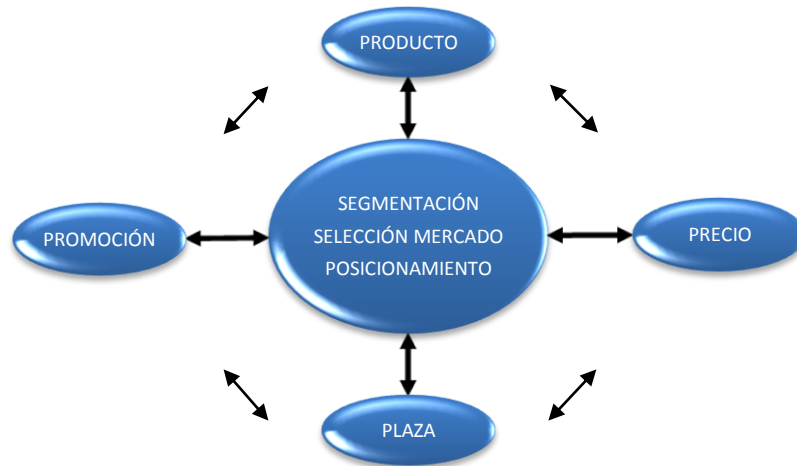 PRODUCTO
SEGMENTACIÓN
SELECCIÓN MERCADO
POSICIONAMIENTO
PROMOCIÓN
PRECIO
PLAZA